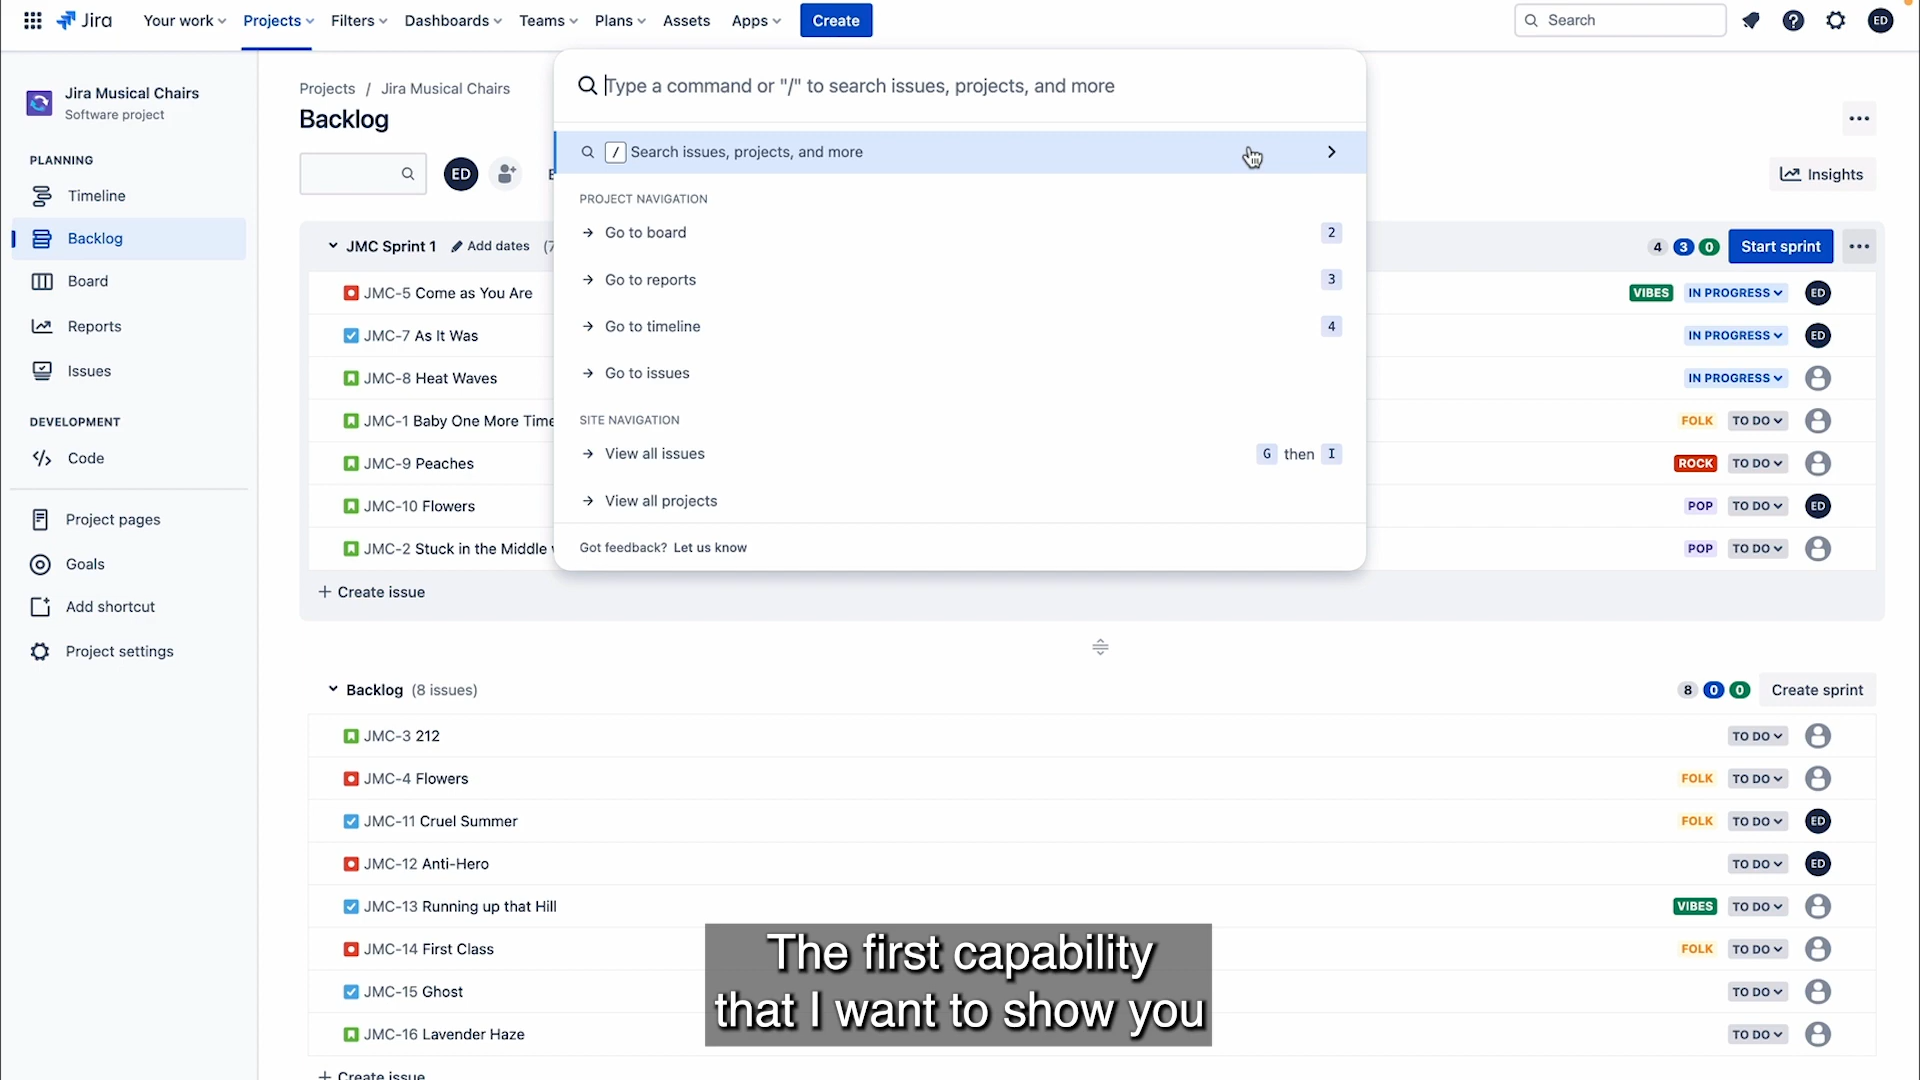 Jira Your work Projects Filters Dashboards Teams Plans Assets Apps Create Search ED
Jira Musical Chairs
Software project
PLANNING
Timeline
Backlog
Board
Reports
Issues
DEVELOPMENT
Code
Project pages
Goals
Add shortcut
Project settings
Projects / Jira Musical Chairs
Backlog
ED
Insights
Type a command or "/" to search issues, projects, and more
/ Search issues, projects, and more
PROJECT NAVIGATION
Go to board 2
Go to reports 3
Go to timeline 4
Go to issues
SITE NAVIGATION
View all issues G then I
View all projects
Got feedback? Let us know
JMC Sprint 1 Add dates (7 4 3 0 Start sprint
JMC-5 Come as You Are VIBES IN PROGRESS ED
JMC-7 As It Was IN PROGRESS ED
JMC-8 Heat Waves IN PROGRESS
JMC-1 Baby One More Time FOLK TO DO
JMC-9 Peaches ROCK TO DO
JMC-10 Flowers POP TO DO ED
JMC-2 Stuck in the Middle POP TO DO
+ Create issue
Backlog (8 issues) 8 0 0 Create sprint
JMC-3 212 TO DO
JMC-4 Flowers FOLK TO DO
JMC-11 Cruel Summer FOLK TO DO ED
JMC-12 Anti-Hero TO DO ED
JMC-13 Running up that Hill VIBES TO DO
JMC-14 First Class FOLK TO DO
JMC-15 Ghost TO DO
JMC-16 Lavender Haze TO DO
+ Create issue
The first capability
that I want to show you